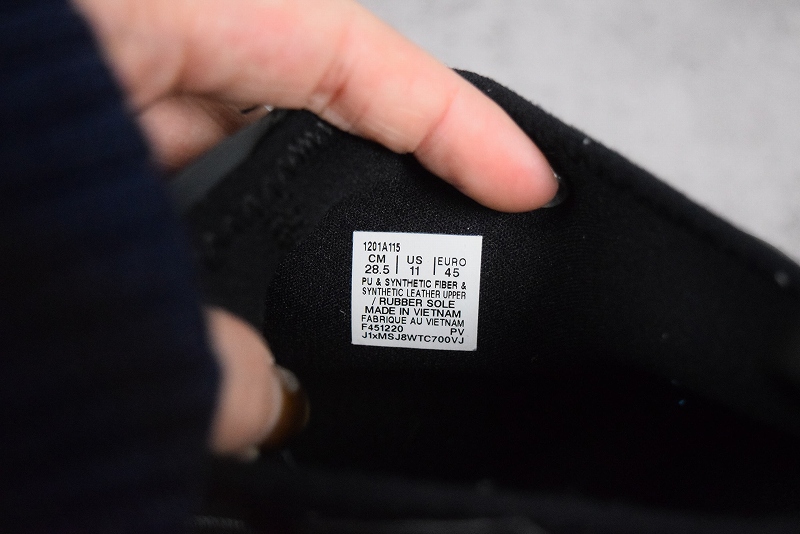 1201A115
CM | US | EURO
28.5 | 11 | 45
PU & SYNTHETIC FIBER &
SYNTHETIC LEATHER UPPER
/ RUBBER SOLE
MADE IN VIETNAM
FABRIQUE AU VIETNAM
F451220 PV
J1xMSJ8WTC700VJ